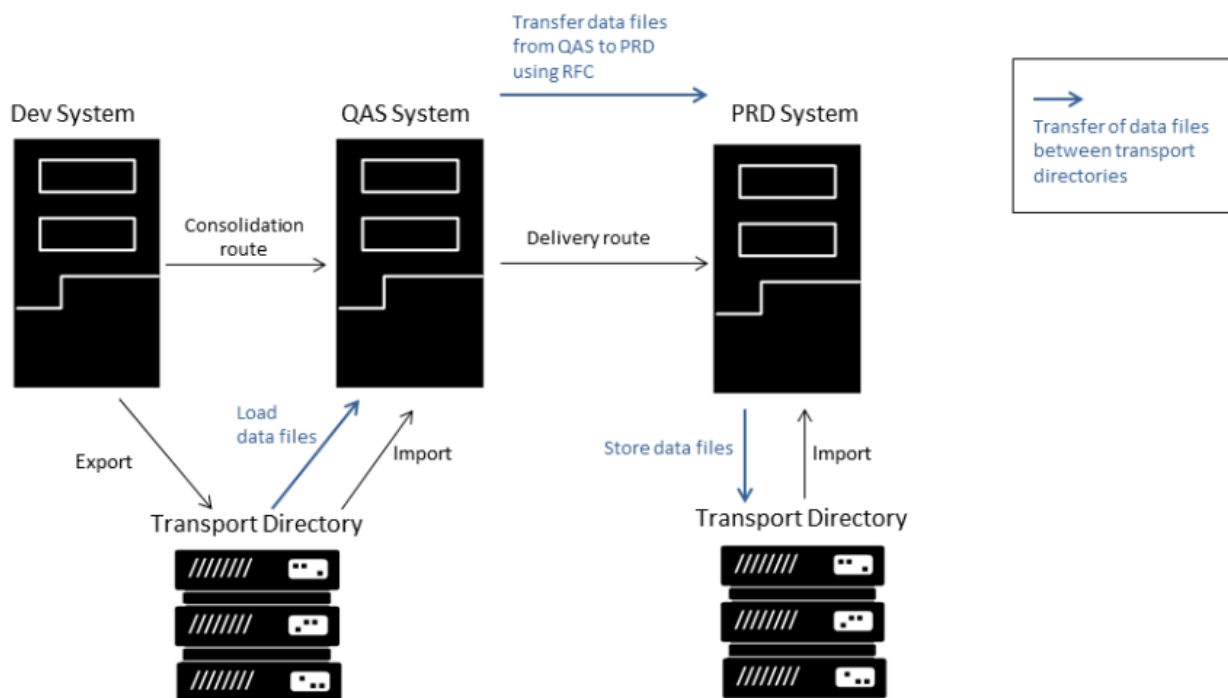 Transfer data files
from QAS to PRD
using RFC
Dev System
QAS System
PRD System
Transfer of data files
between transport
directories
Consolidation
route
Delivery route
Load
data files
Export
Import
Store data files
Import
Transport Directory
Transport Directory